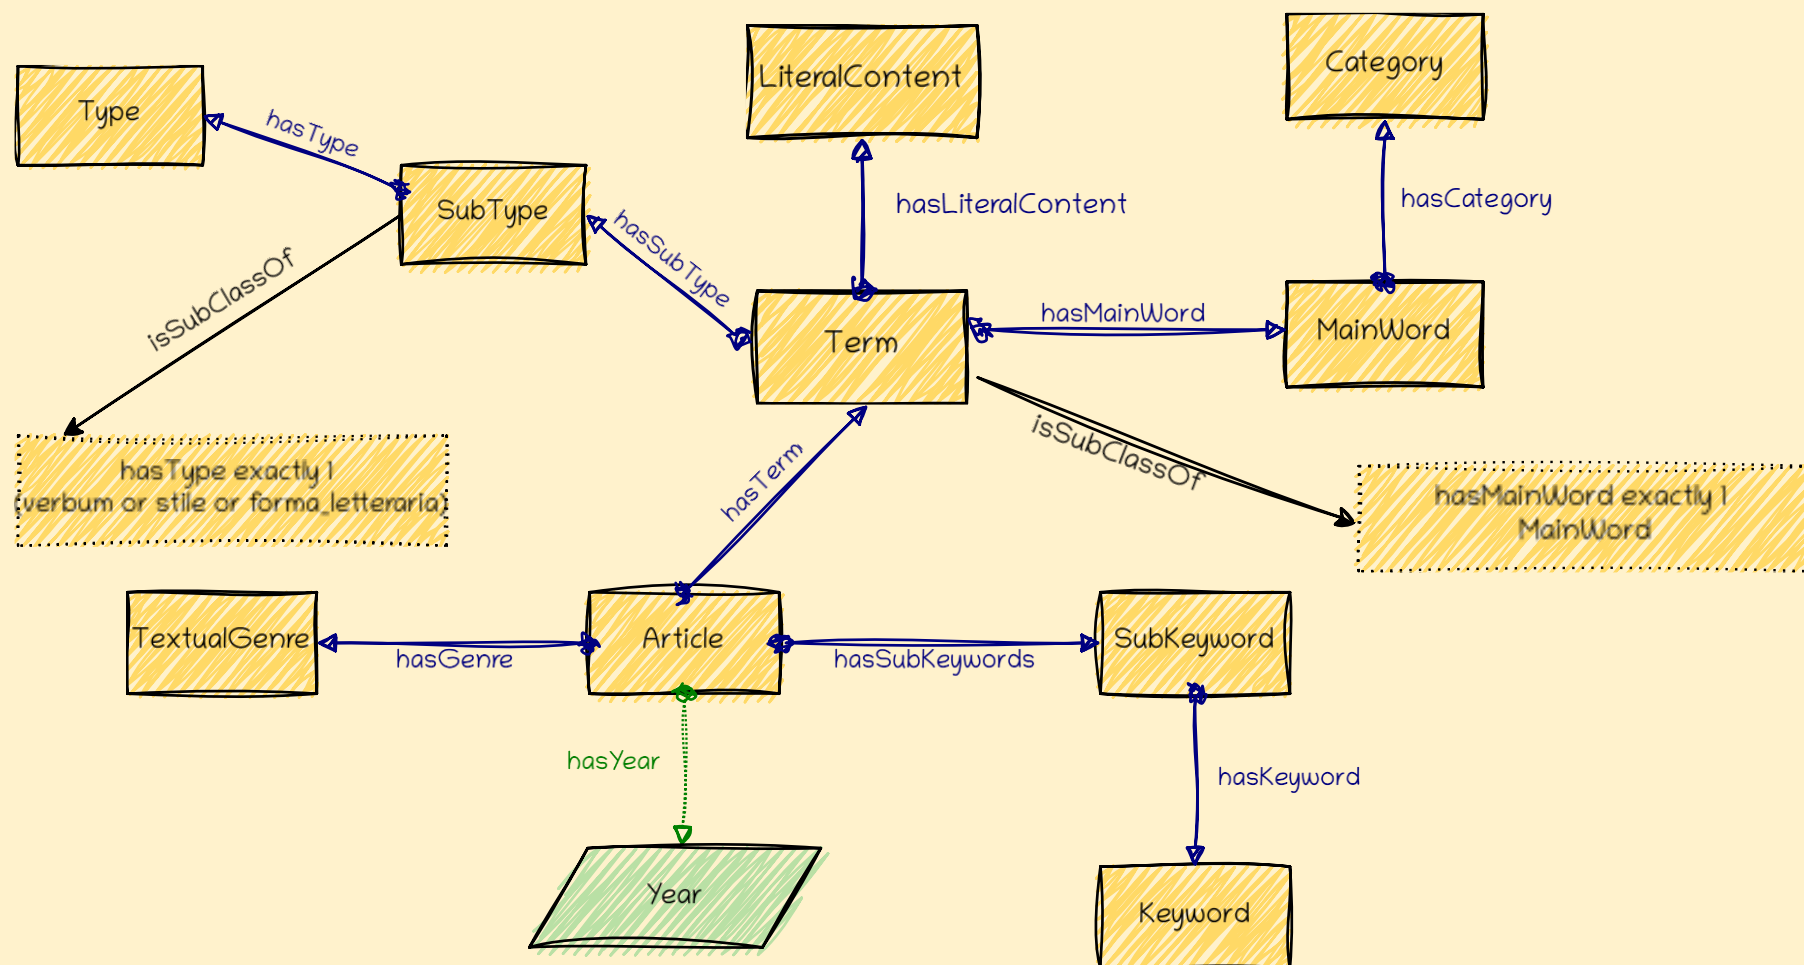 Type
hasType
SubType
LiteralContent
Category
hasLiteralContent
hasCategory
hasSubType
isSubClassOf
Term
hasMainWord
MainWord
hasTerm
isSubClassOf
hasType exactly 1
(verbum or stile or forma_letteraria)
hasMainWord exactly 1
MainWord
TextualGenre
hasGenre
Article
hasSubKeywords
SubKeyword
hasYear
hasKeyword
Year
Keyword